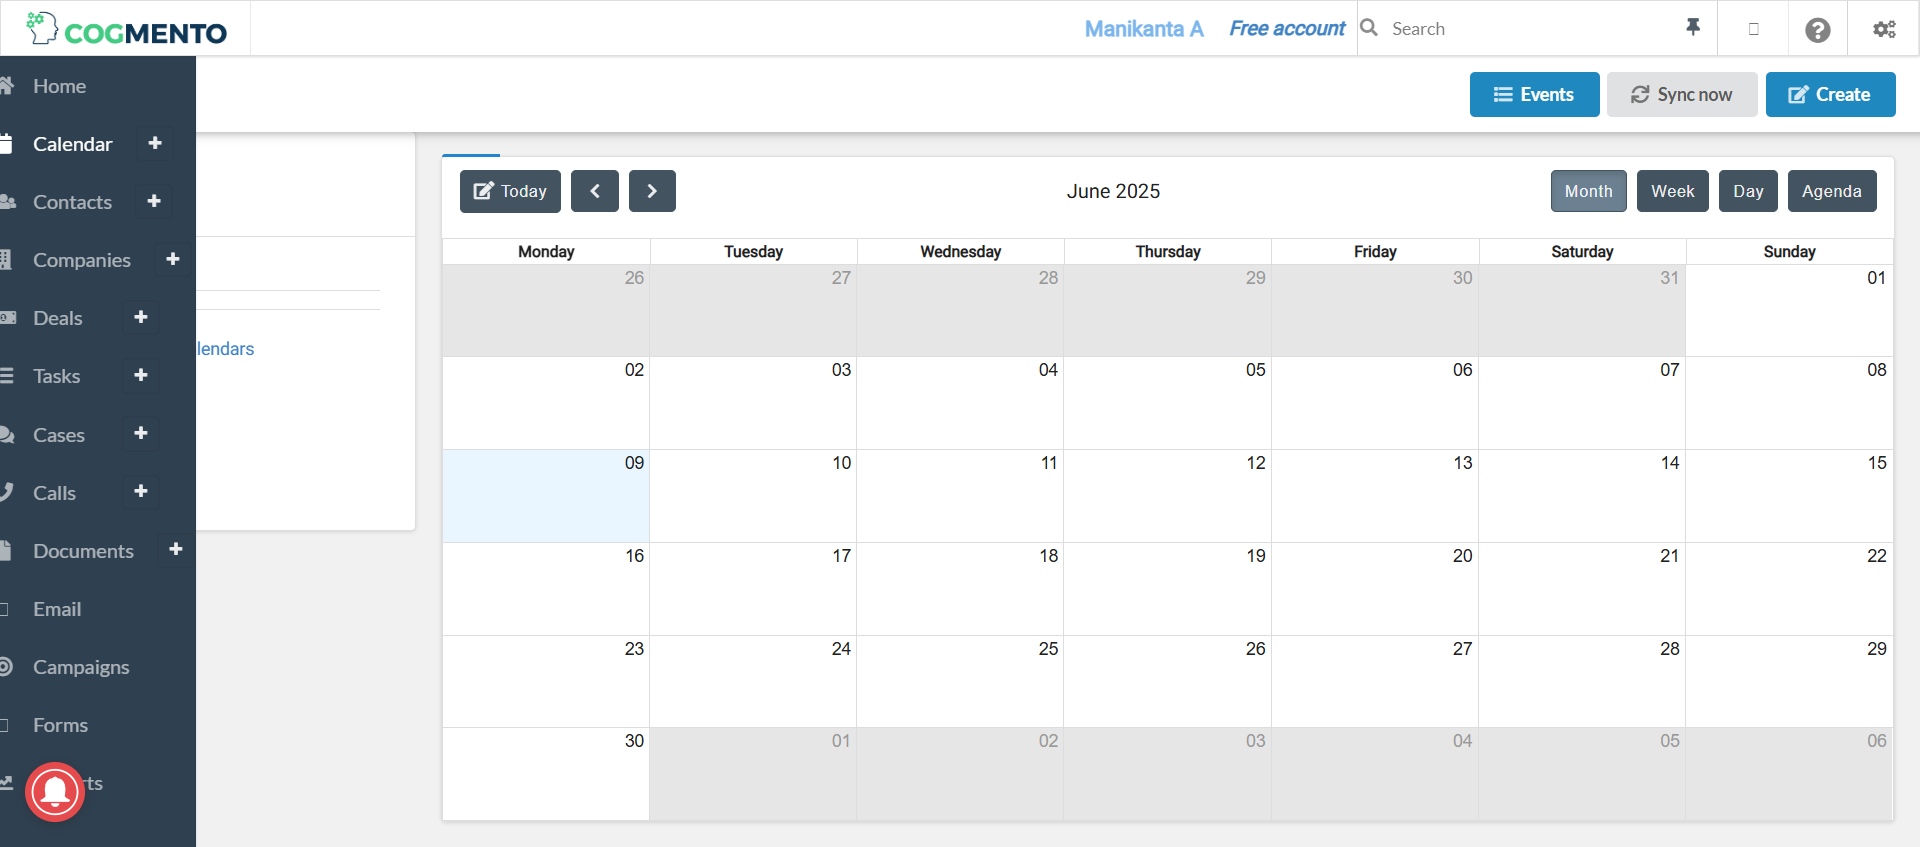 COGMENTO
Manikanta A Free account Search
Events Sync now Create
Home
Calendar
Contacts
Companies
Deals
Tasks
Cases
Calls
Documents
Email
Campaigns
Forms
rts
lendars
Today June 2025 Month Week Day Agenda
Monday Tuesday Wednesday Thursday Friday Saturday Sunday
26 27 28 29 30 31 01
02 03 04 05 06 07 08
09 10 11 12 13 14 15
16 17 18 19 20 21 22
23 24 25 26 27 28 29
30 01 02 03 04 05 06